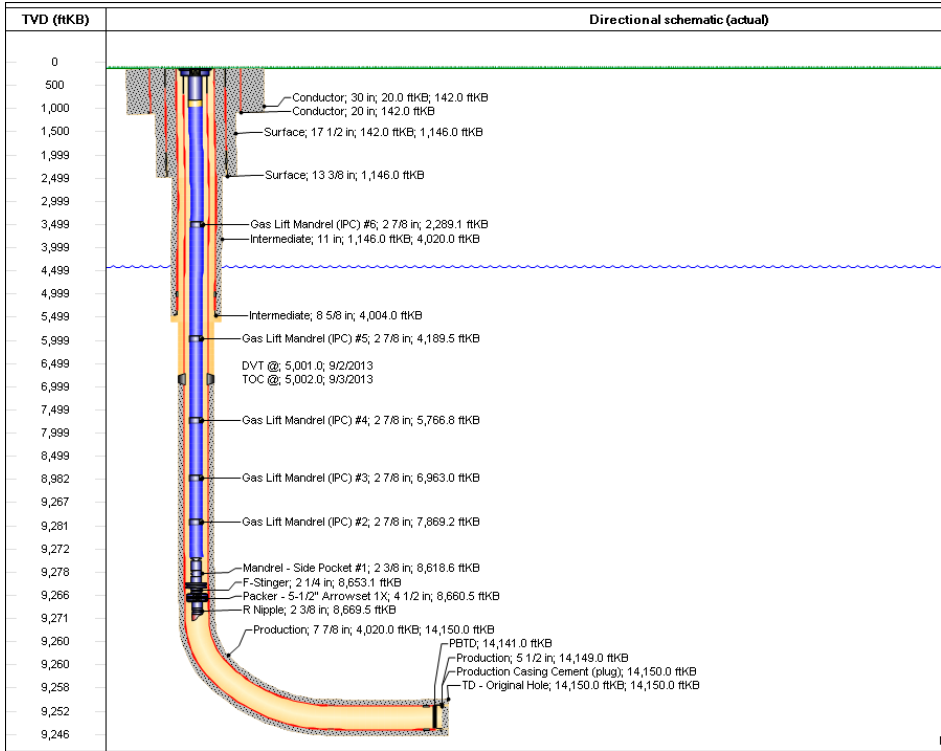 TVD (ftKB)
Directional schematic (actual)
0
500
1,000
1,500
1,999
2,499
2,999
3,499
3,999
4,499
4,999
5,499
5,999
6,499
6,999
7,499
7,999
8,499
8,982
9,267
9,281
9,272
9,278
9,266
9,271
9,260
9,260
9,258
9,252
9,246
Conductor; 30 in; 20.0 ftKB; 142.0 ftKB
Conductor; 20 in; 142.0 ftKB
Surface; 17 1/2 in; 142.0 ftKB; 1,146.0 ftKB
Surface; 13 3/8 in; 1,146.0 ftKB
Gas Lift Mandrel (IPC) #6; 2 7/8 in; 2,289.1 ftKB
Intermediate; 11 in; 1,146.0 ftKB; 4,020.0 ftKB
Intermediate; 8 5/8 in; 4,004.0 ftKB
Gas Lift Mandrel (IPC) #5; 2 7/8 in; 4,189.5 ftKB
DVT @; 5,001.0; 9/2/2013
TOC @; 5,002.0; 9/3/2013
Gas Lift Mandrel (IPC) #4; 2 7/8 in; 5,766.8 ftKB
Gas Lift Mandrel (IPC) #3; 2 7/8 in; 6,963.0 ftKB
Gas Lift Mandrel (IPC) #2; 2 7/8 in; 7,869.2 ftKB
Mandrel - Side Pocket #1; 2 3/8 in; 8,618.6 ftKB
F-Stinger; 2 1/4 in; 8,653.1 ftKB
Packer - 5-1/2" Arrowset 1X; 4 1/2 in; 8,660.5 ftKB
R Nipple; 2 3/8 in; 8,669.5 ftKB
Production; 7 7/8 in; 4,020.0 ftKB; 14,150.0 ftKB
PBTD; 14,141.0 ftKB
Production; 5 1/2 in; 14,149.0 ftKB
Production Casing Cement (plug); 14,150.0 ftKB
TD - Original Hole; 14,150.0 ftKB; 14,150.0 ftKB